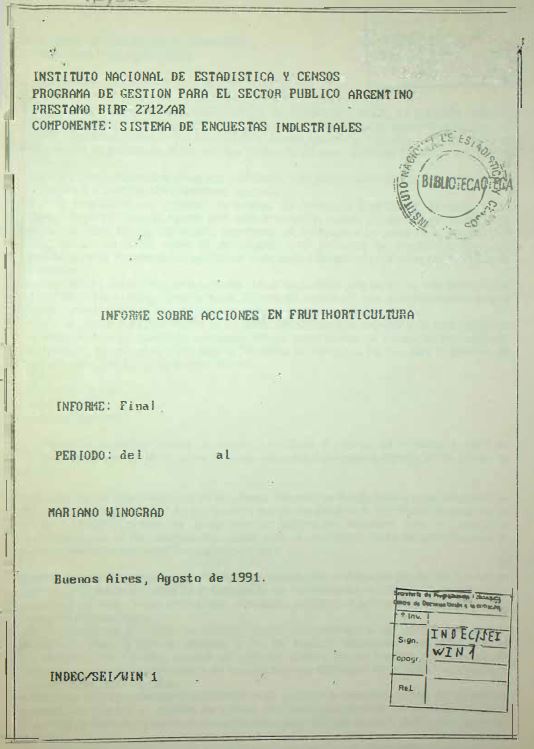 INSTITUTO NACIONAL DE ESTADISTICA Y CENSOS
PROGRAMA DE GESTION PARA EL SECTOR PUBLICO ARGENTINO
PRESTAMO BIRF 2712/AR
COMPONENTE: SISTEMA DE ENCUESTAS INDUSTRIALES
INSTITUTO NACIONAL DE ESTADISTICA Y CENSOS
BIBLIOTECA
INFORME SOBRE ACCIONES EN FRUTIHORTICULTURA
INFORME: Final
PERIODO: del al
MARIANO WINOGRAD
Buenos Aires, Agosto de 1991.
Inv.
Sign. INDEC/SEI
WIN 1
Topogr.
Rel.
INDEC/SEI/WIN 1